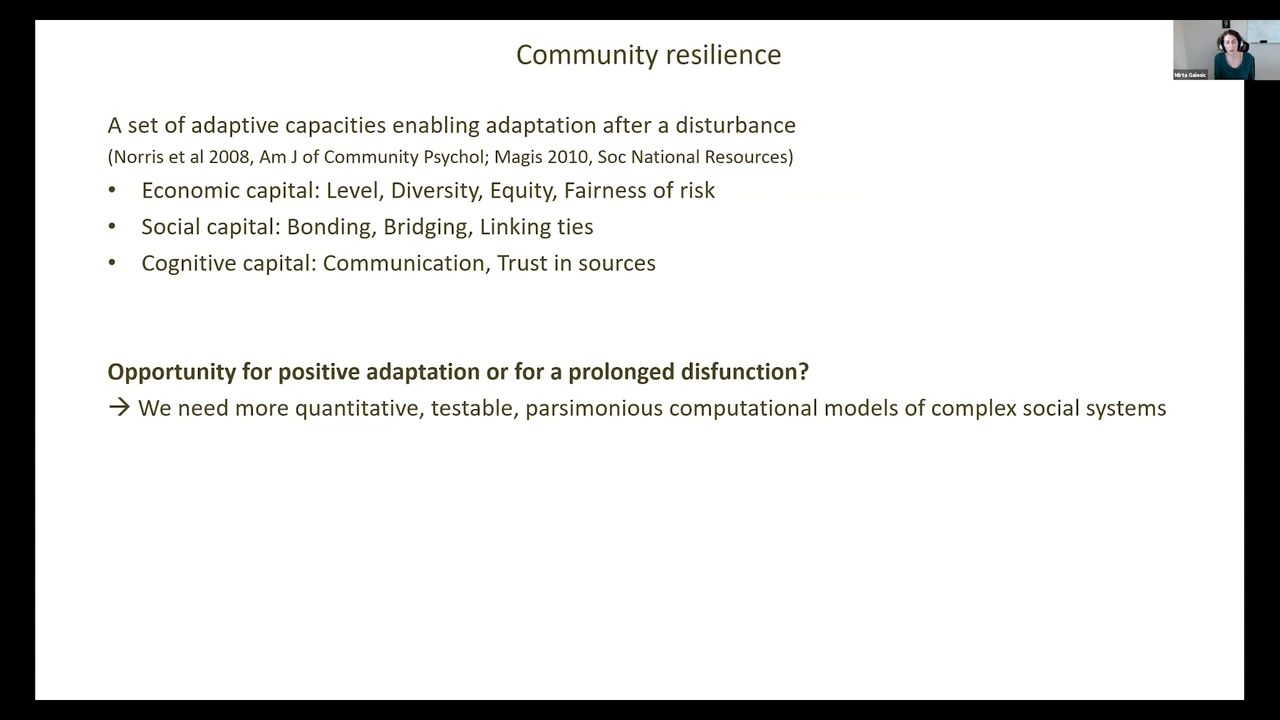 Community resilience
Mirta Galesic
A set of adaptive capacities enabling adaptation after a disturbance
(Norris et al 2008, Am J of Community Psychol; Magis 2010, Soc National Resources)
• Economic capital: Level, Diversity, Equity, Fairness of risk
• Social capital: Bonding, Bridging, Linking ties
• Cognitive capital: Communication, Trust in sources
Opportunity for positive adaptation or for a prolonged disfunction?
→ We need more quantitative, testable, parsimonious computational models of complex social systems